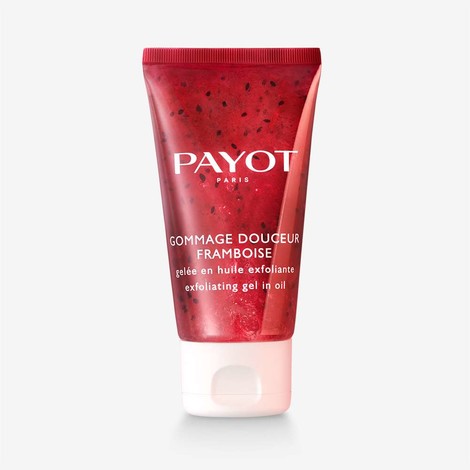 PAYOT
PARIS
GOMMAGE DOUCEUR
FRAMBOISE
gelée en huile exfoliante
exfoliating gel in oil